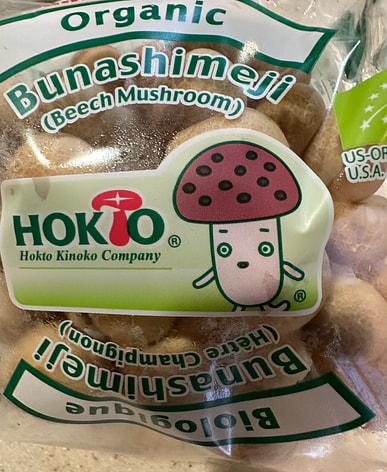 Organic
Bunashimeji
(Beech Mushroom)
US-OR
U.S.A.
HOKTO®
Hokto Kinoko Company
®
Bunashimeji
(Hêtre Champignon)
Biologique